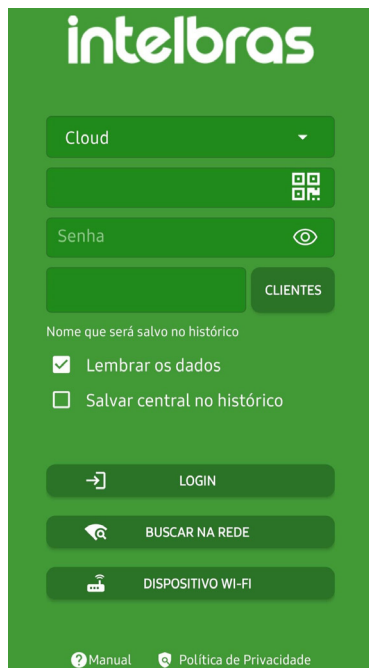 intelbras
Cloud
Senha
CLIENTES
Nome que será salvo no histórico
Lembrar os dados
Salvar central no histórico
LOGIN
BUSCAR NA REDE
DISPOSITIVO WI-FI
Manual Política de Privacidade